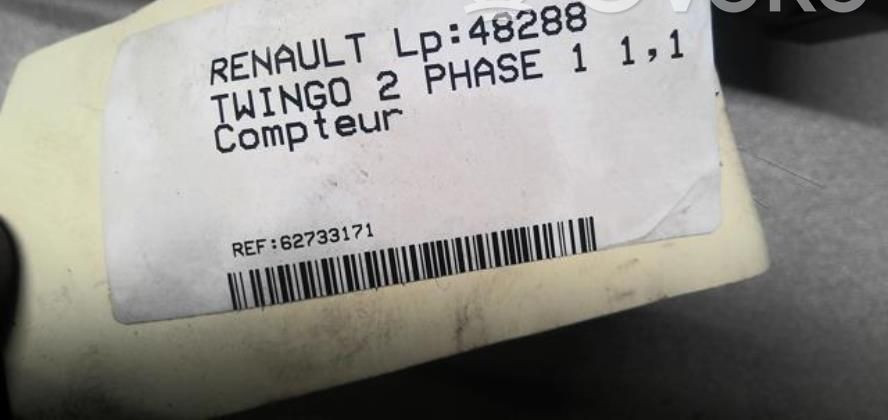 RENAULT Lp:48288
TWINGO 2 PHASE 1 1,1
Compteur
REF:62733171